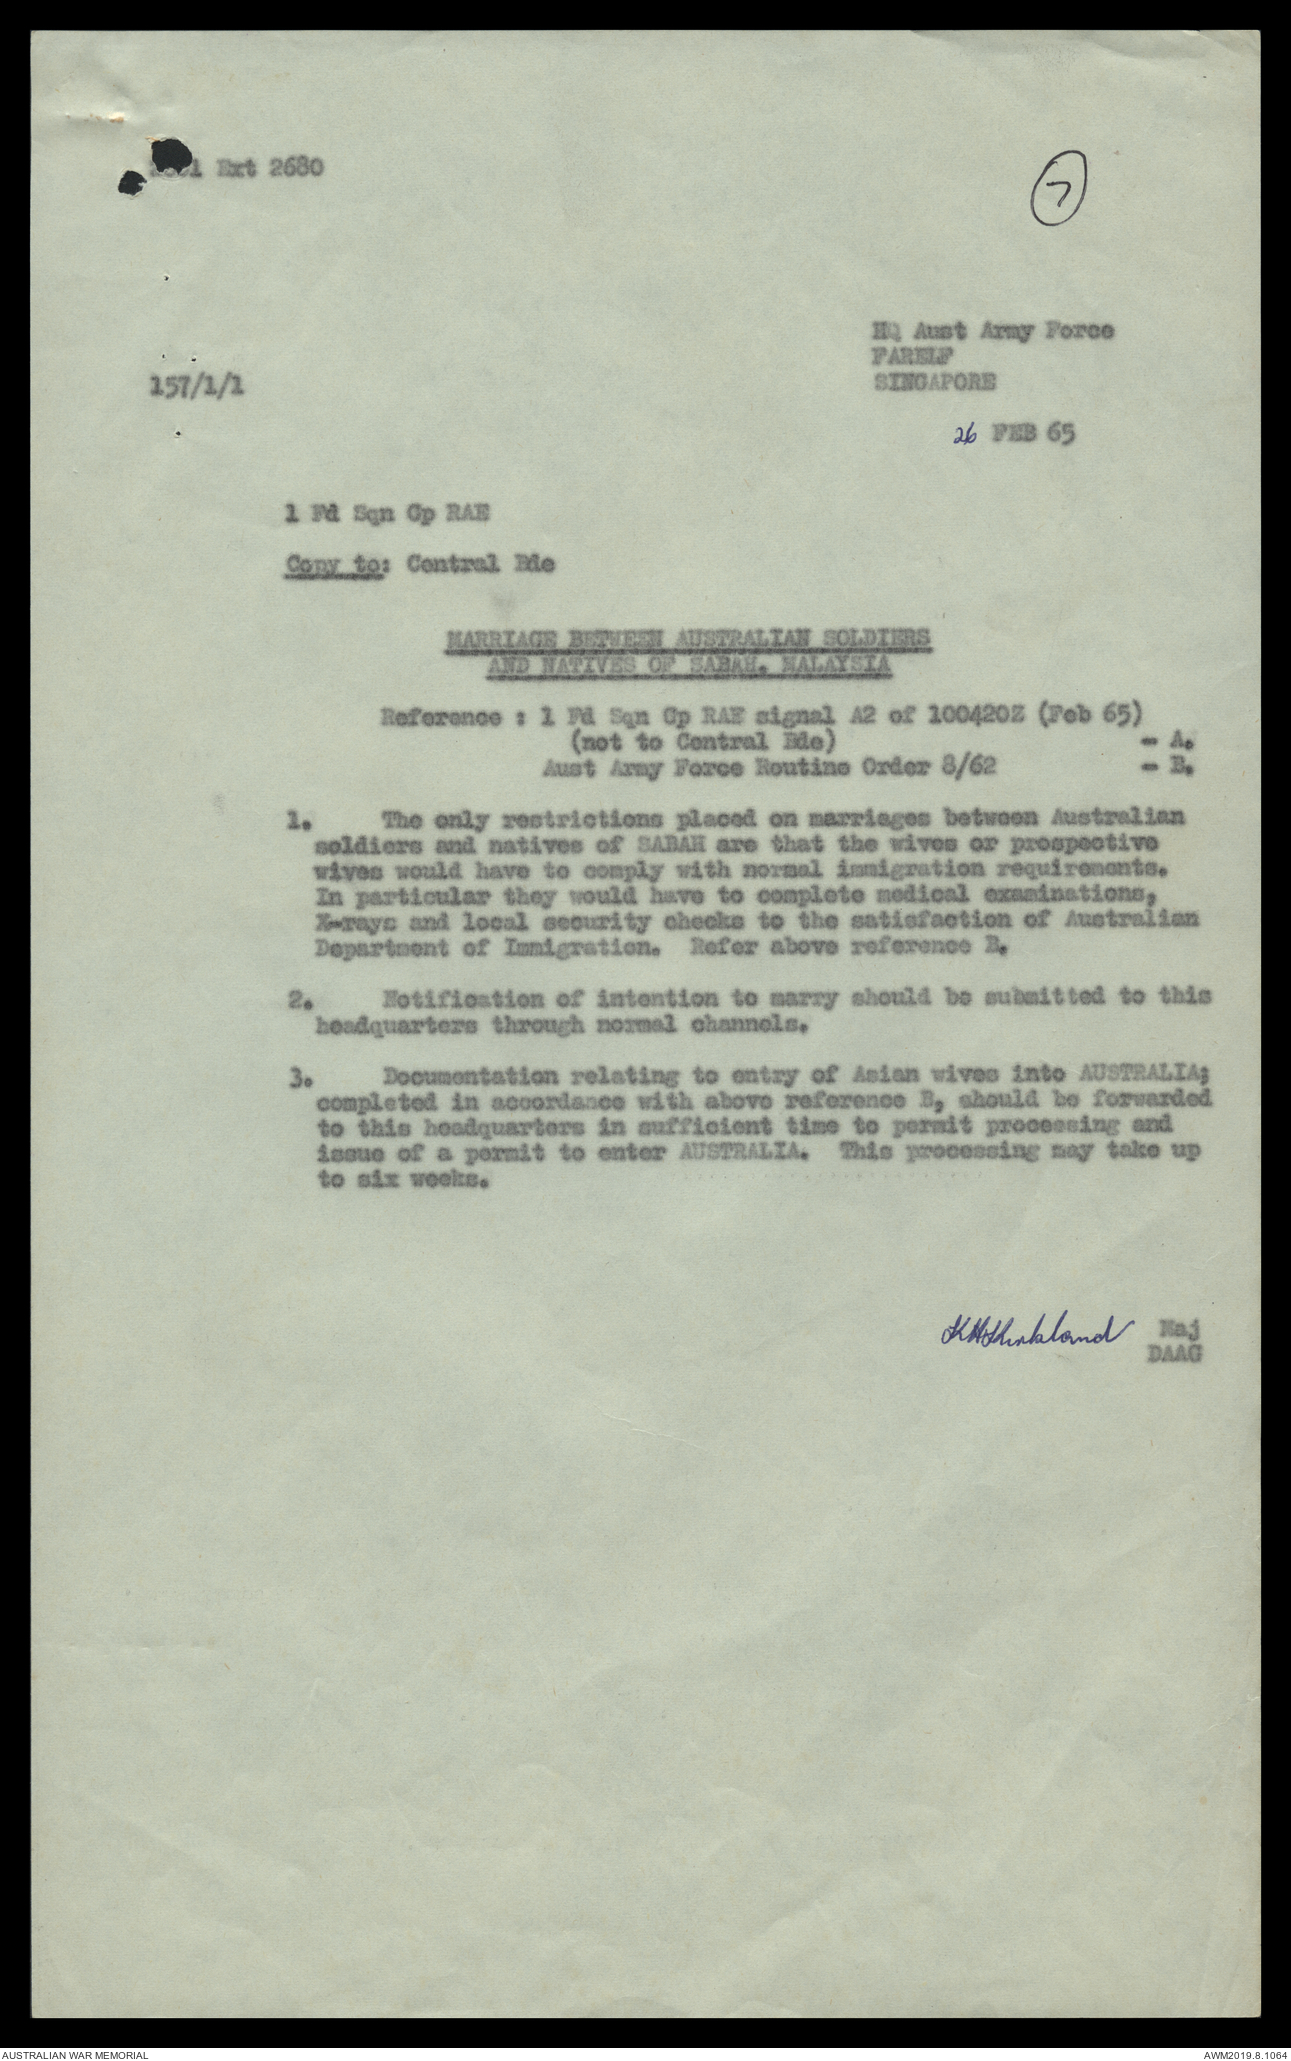 Ext 2680
7
HQ Aust Army Force
FARELF
SINGAPORE
157/1/1
26 FEB 65
1 Fd Sqn Gp RAE
Copy to: Central Bde
MARRIAGE BETWEEN AUSTRALIAN SOLDIERS
AND NATIVES OF SABAH. MALAYSIA
Reference : 1 Fd Sqn Gp RAE signal A2 of 100420Z (Feb 65)
(not to Central Bde) - A.
Aust Army Force Routine Order 8/62 - B.
1. The only restrictions placed on marriages between Australian
soldiers and natives of SABAH are that the wives or prospective
wives would have to comply with normal immigration requirements.
In particular they would have to complete medical examinations,
X-rays and local security checks to the satisfaction of Australian
Department of Immigration. Refer above reference B.
2. Notification of intention to marry should be submitted to this
headquarters through normal channels.
3. Documentation relating to entry of Asian wives into AUSTRALIA;
completed in accordance with above reference B, should be forwarded
to this headquarters in sufficient time to permit processing and
issue of a permit to enter AUSTRALIA. This processing may take up
to six weeks.
KHKirkland Maj
DAAG
AUSTRALIAN WAR MEMORIAL
AWM2019.8.1064